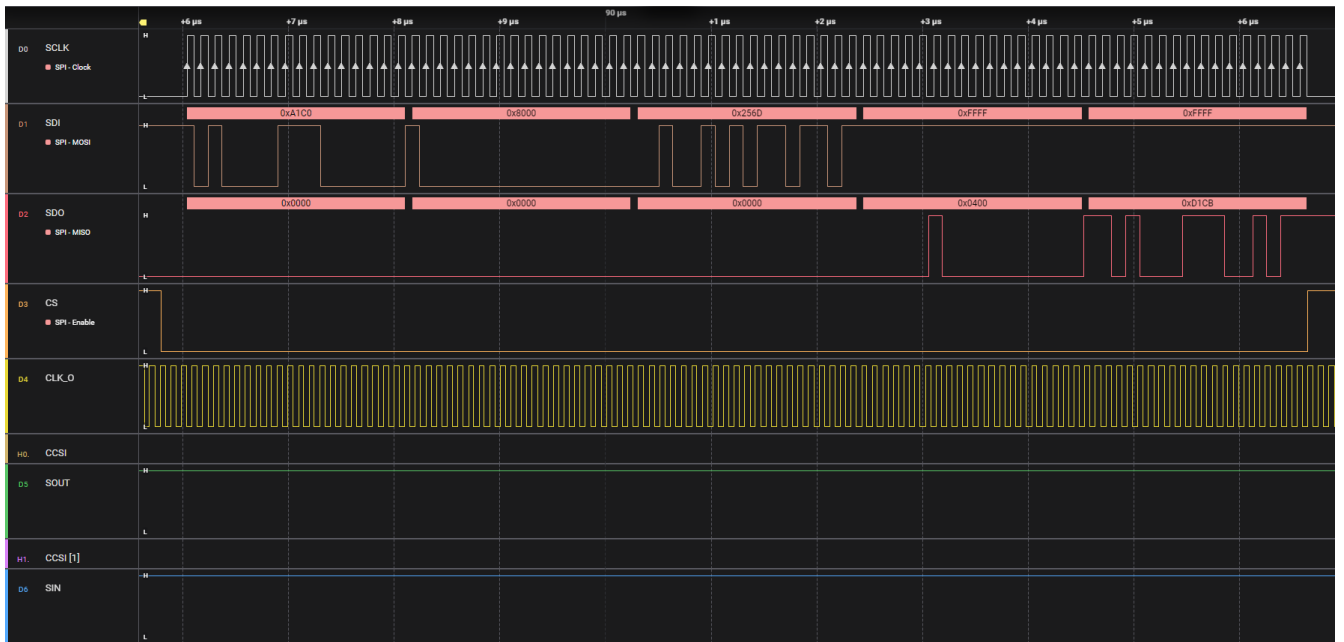 90 µs
+6 µs +7 µs +8 µs +9 µs +1 µs +2 µs +3 µs +4 µs +5 µs +6 µs
H
D0 SCLK
SPI - Clock
L
0xA1C0 0x8000 0x256D 0xFFFF 0xFFFF
H
D1 SDI
SPI - MOSI
L
0x0000 0x0000 0x0000 0x0400 0xD1CB
H
D2 SDO
SPI - MISO
L
H
D3 CS
SPI - Enable
L
H
D4 CLK_O
L
H0. CCSI
H
D5 SOUT
L
H1. CCSI [1]
H
D6 SIN
L